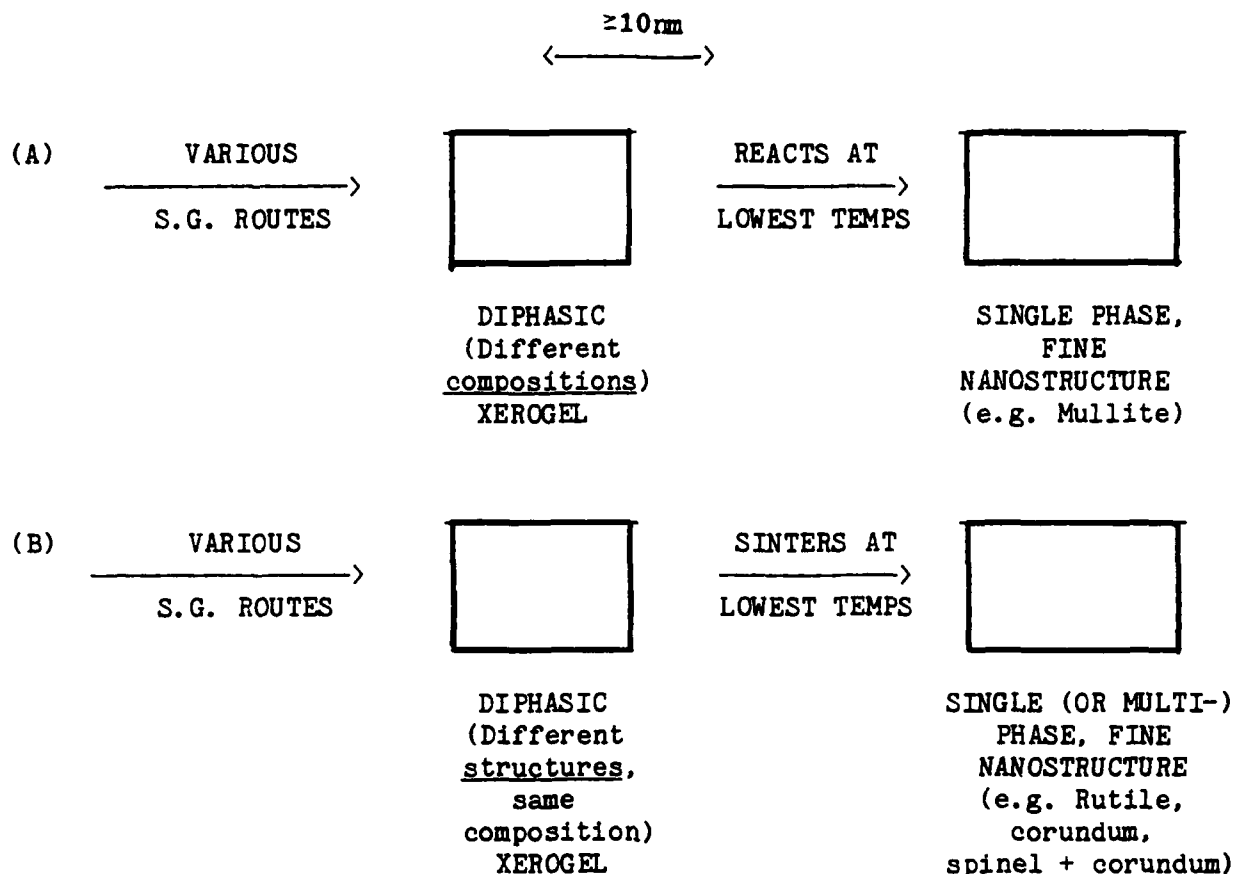 ≥10nm
(A) VARIOUS
S.G. ROUTES
REACTS AT
LOWEST TEMPS
DIPHASIC
(Different
compositions)
XEROGEL
SINGLE PHASE,
FINE
NANOSTRUCTURE
(e.g. Mullite)
(B) VARIOUS
S.G. ROUTES
SINTERS AT
LOWEST TEMPS
DIPHASIC
(Different
structures,
same
composition)
XEROGEL
SINGLE (OR MULTI-)
PHASE, FINE
NANOSTRUCTURE
(e.g. Rutile,
corundum,
spinel + corundum)